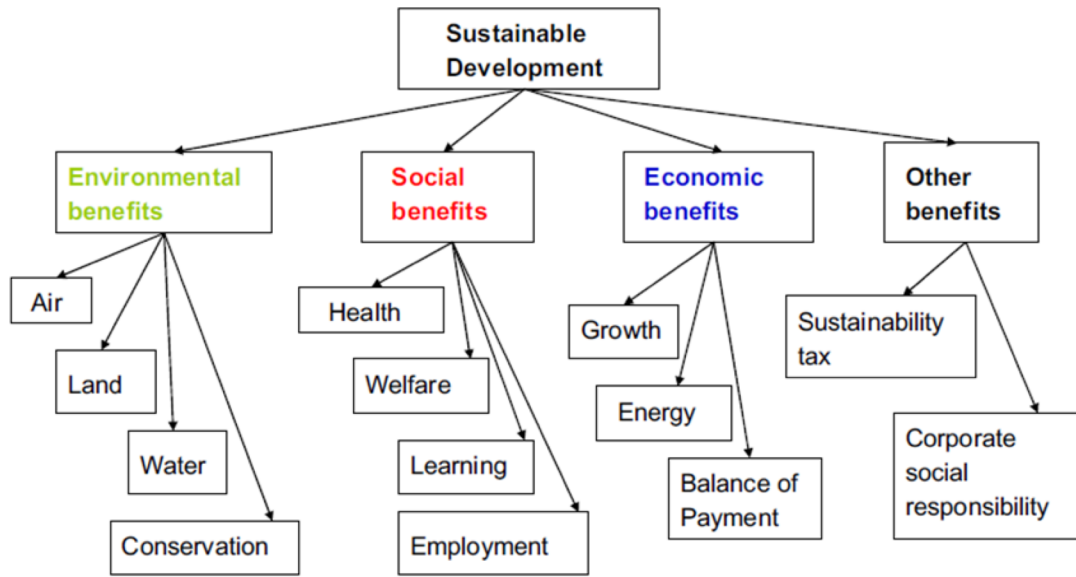 Sustainable
Development
Environmental
benefits
Social
benefits
Economic
benefits
Other
benefits
Air
Land
Water
Conservation
Health
Welfare
Learning
Employment
Growth
Energy
Balance of
Payment
Sustainability
tax
Corporate
social
responsibility